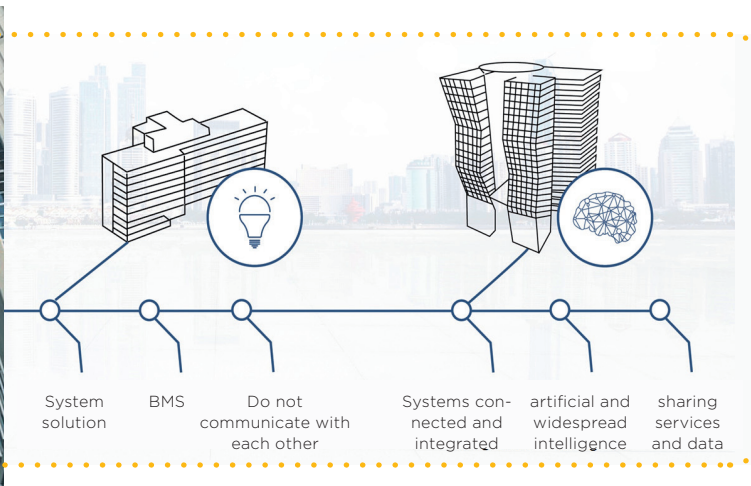 System
solution
BMS
Do not
communicate with
each other
Systems con-
nected and
integrated
artificial and
widespread
intelligence
sharing
services
and data